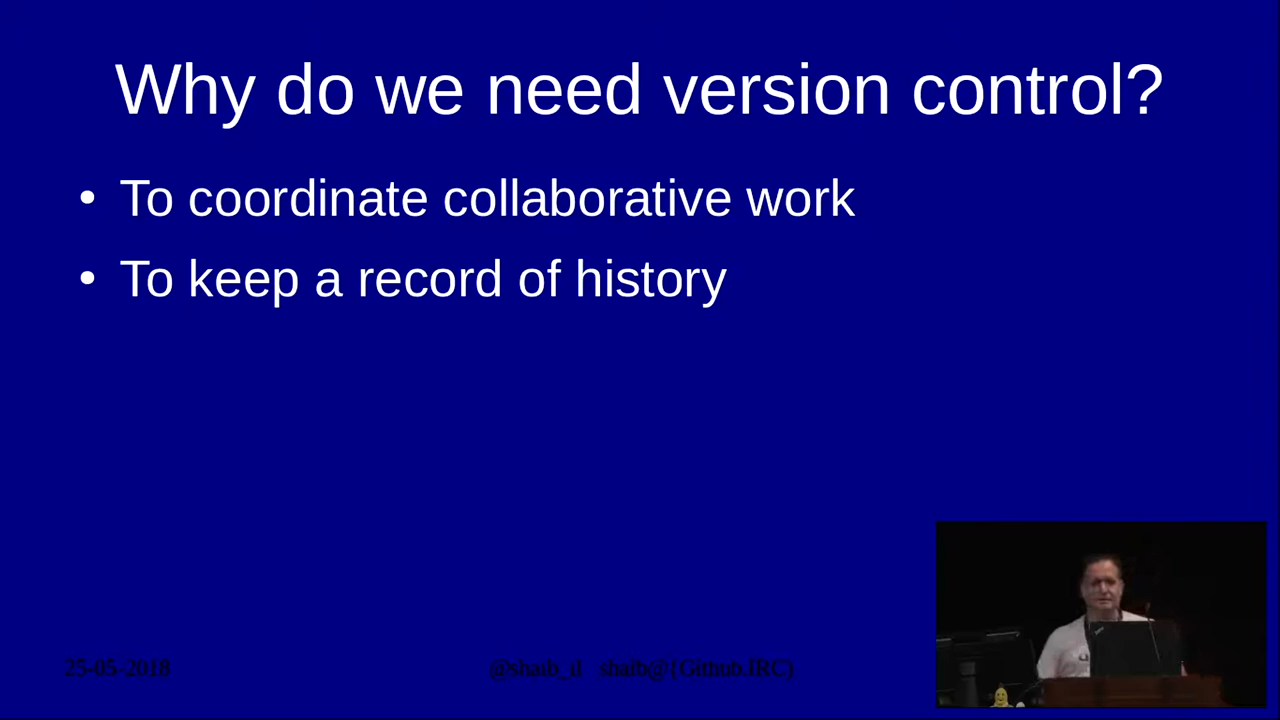 Why do we need version control?
• To coordinate collaborative work
• To keep a record of history
25-05-2018 @shaib_il shaib@{Github,IRC}